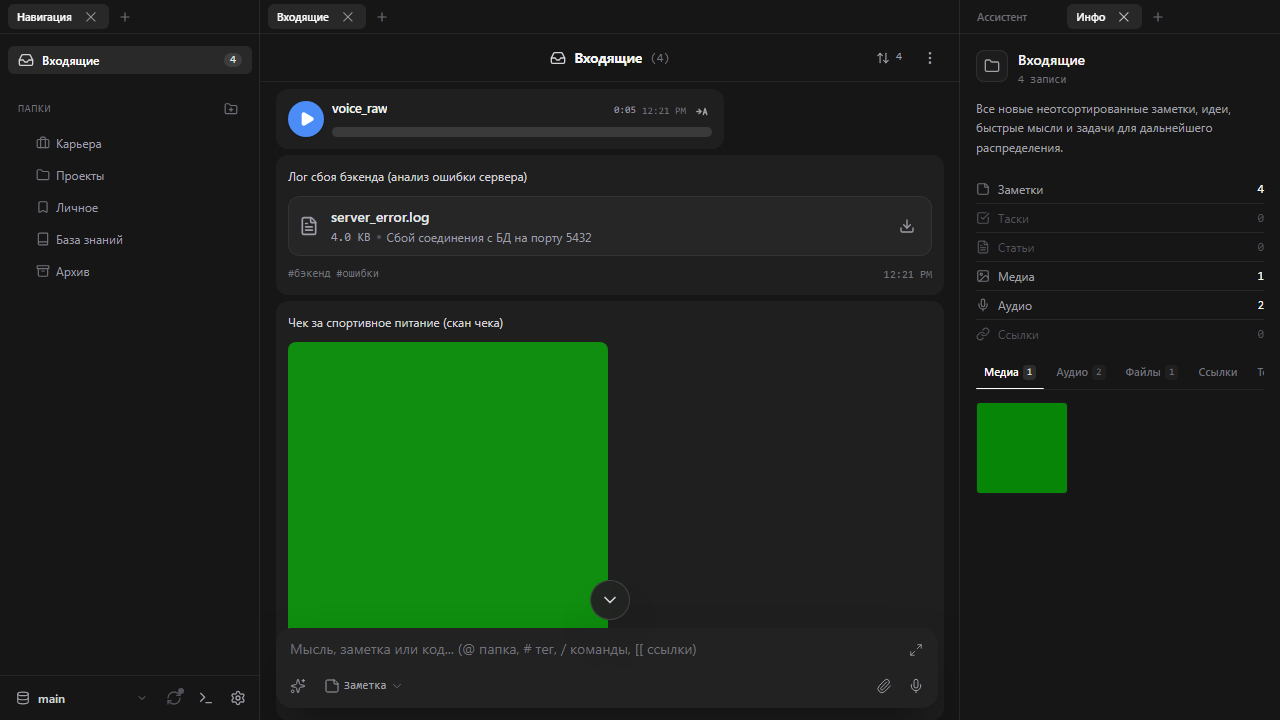 Навигация
Входящие
4
ПАПКИ
Карьера
Проекты
Личное
База знаний
Архив
main
Входящие
Входящие (4)
4
voice_raw
0:05 12:21 PM →A
Лог сбоя бэкенда (анализ ошибки сервера)
server_error.log
4.0 KB • Сбой соединения с БД на порту 5432
#бэкенд #ошибки
12:21 PM
Чек за спортивное питание (скан чека)
Мысль, заметка или код... (@ папка, # тег, / команды, [[ ссылки)
Заметка
Ассистент
Инфо
Входящие
4 записи
Все новые неотсортированные заметки, идеи,
быстрые мысли и задачи для дальнейшего
распределения.
Заметки 4
Таски 0
Статьи 0
Медиа 1
Аудио 2
Ссылки 0
Медиа 1 Аудио 2 Файлы 1 Ссылки